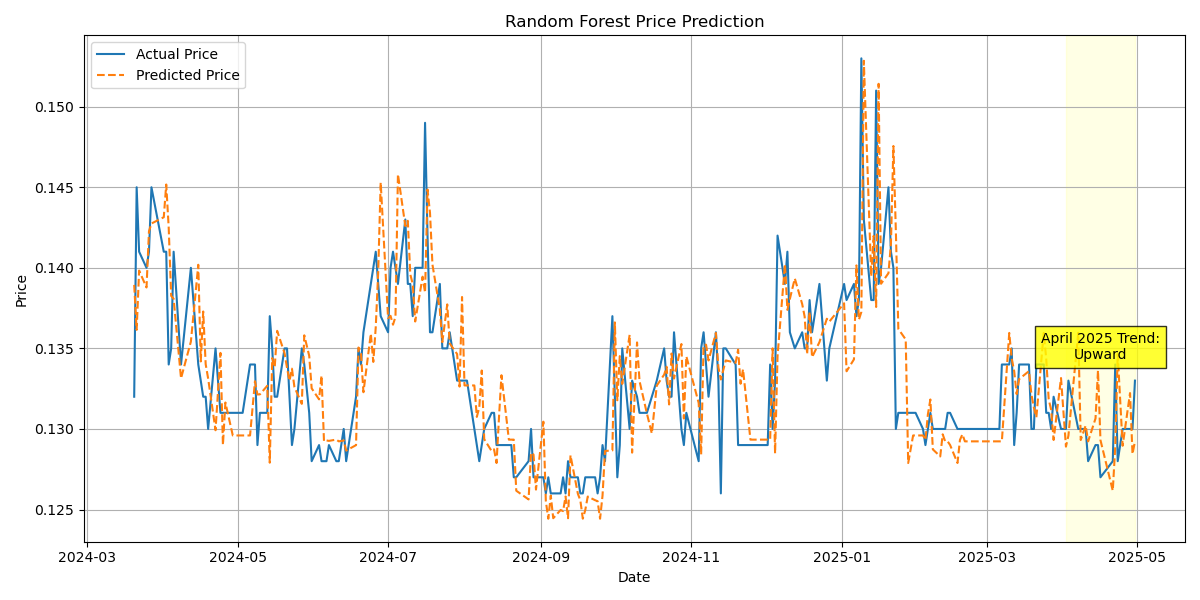 Random Forest Price Prediction
Actual Price
Predicted Price
0.150
0.145
0.140
0.135
0.130
0.125
Price
April 2025 Trend:
Upward
2024-03
2024-05
2024-07
2024-09
2024-11
2025-01
2025-03
2025-05
Date